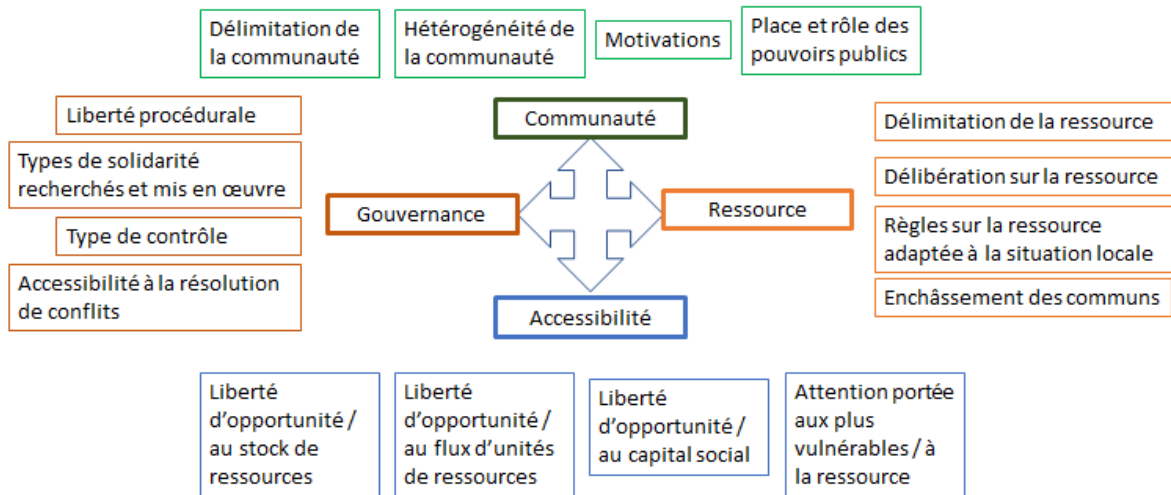 Délimitation de
la communauté
Hétérogénéité de
la communauté
Motivations
Place et rôle des
pouvoirs publics
Liberté procédurale
Types de solidarité
recherchés et mis en œuvre
Type de contrôle
Accessibilité à la résolution
de conflits
Communauté
Gouvernance
Ressource
Accessibilité
Délimitation de la ressource
Délibération sur la ressource
Règles sur la ressource
adaptée à la situation locale
Enchâssement des communs
Liberté
d'opportunité /
au stock de
ressources
Liberté
d'opportunité /
au flux d'unités
de ressources
Liberté
d'opportunité /
au capital social
Attention portée
aux plus
vulnérables / à
la ressource